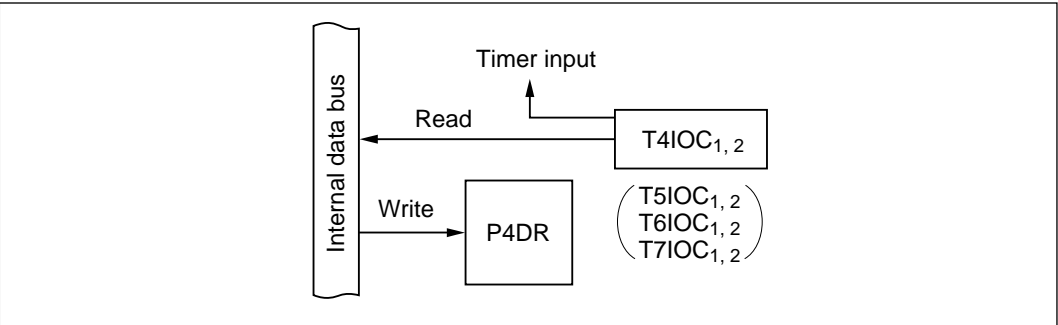 Internal data bus
Timer input
Read
T4IOC1, 2
Write
P4DR
T5IOC1, 2
T6IOC1, 2
T7IOC1, 2